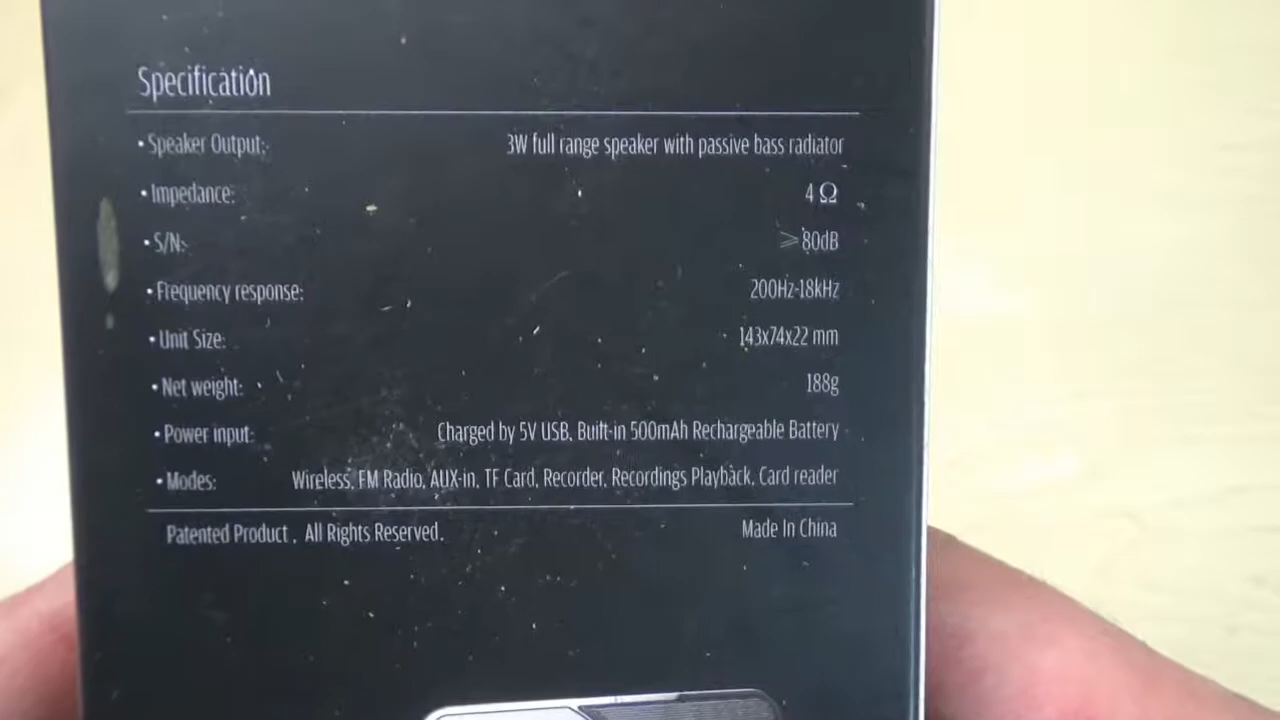 Specification
• Speaker Output: 3W full range speaker with passive bass radiator
• Impedance: 4 Ω
• S/N: ⩾80dB
• Frequency response: 200Hz-18kHz
• Unit Size: 143x74x22 mm
• Net weight: 188g
• Power input: Charged by 5V USB, Built-in 500mAh Rechargeable Battery
• Modes: Wireless, FM Radio, AUX-in, TF Card, Recorder, Recordings Playback, Card reader
Patented Product , All Rights Reserved. Made In China